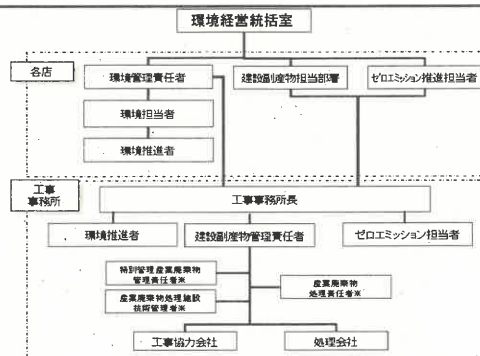 環境経営統括室
各店
環境管理責任者
建設副産物担当部署
ゼロエミッション推進担当者
環境担当者
環境推進者
工事
事務所
工事事務所長
環境推進者
建設副産物管理責任者
ゼロエミッション担当者
特別管理産業廃棄物
管理責任者※
産業廃棄物
処理責任者※
産業廃棄物処理施設
技術管理者※
工事協力会社
処理会社